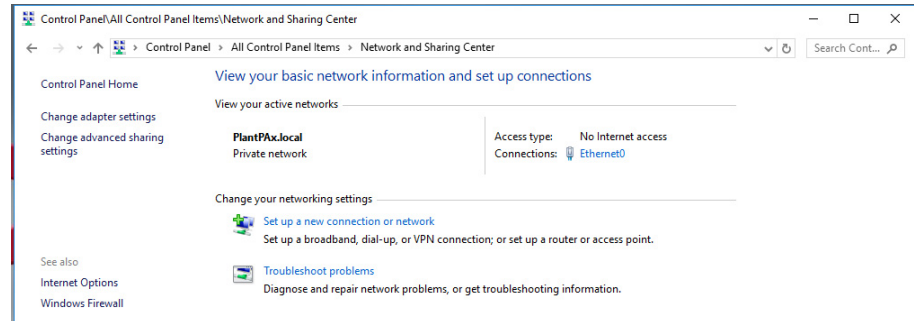 Control Panel\All Control Panel Items\Network and Sharing Center
Control Panel > All Control Panel Items > Network and Sharing Center
Search Cont...
Control Panel Home
Change adapter settings
Change advanced sharing
settings
See also
Internet Options
Windows Firewall
View your basic network information and set up connections
View your active networks
PlantPAx.local
Private network
Access type: No Internet access
Connections: Ethernet0
Change your networking settings
Set up a new connection or network
Set up a broadband, dial-up, or VPN connection; or set up a router or access point.
Troubleshoot problems
Diagnose and repair network problems, or get troubleshooting information.